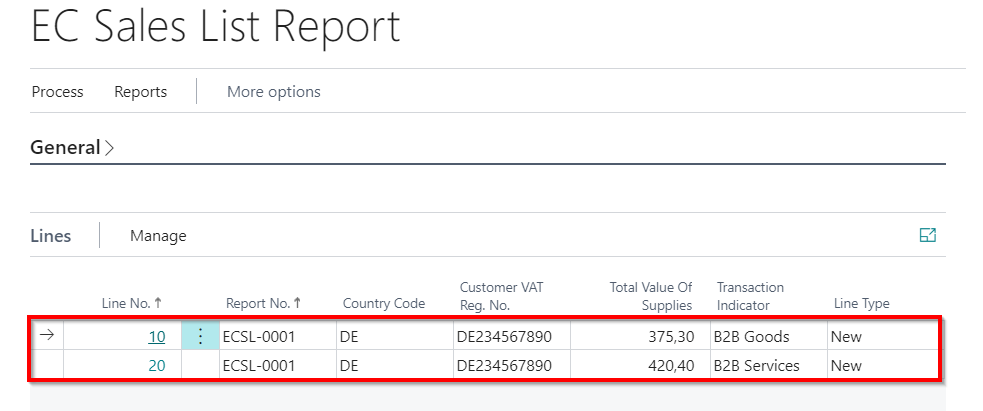 EC Sales List Report
Process Reports More options
General
Lines Manage
Line No. ↑ Report No. ↑ Country Code Customer VAT Reg. No. Total Value Of Supplies Transaction Indicator Line Type
10 ECSL-0001 DE DE234567890 375,30 B2B Goods New
20 ECSL-0001 DE DE234567890 420,40 B2B Services New